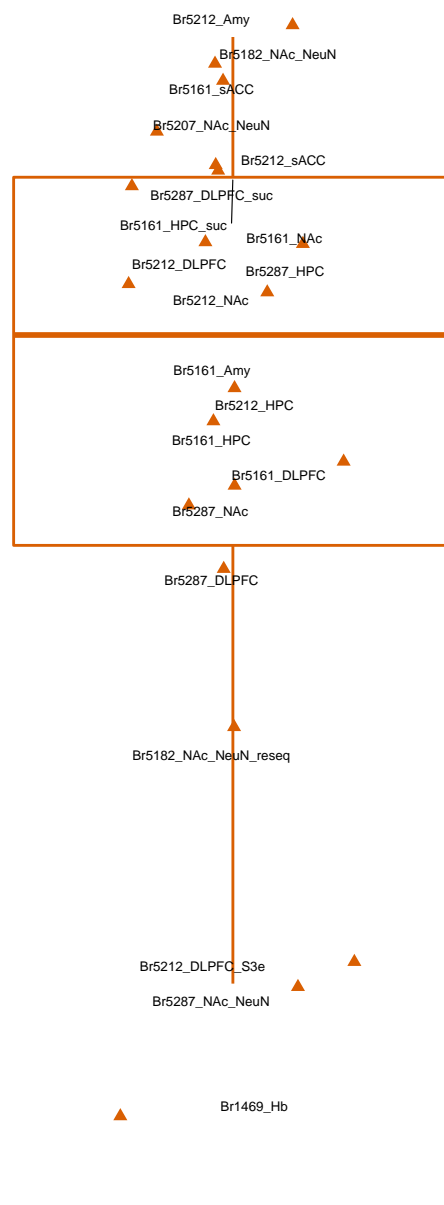 Br5212_Amy
Br5182_NAc_NeuN
Br5161_sACC
Br5207_NAc_NeuN
Br5212_sACC
Br5287_DLPFC_suc
Br5161_HPC_suc
Br5161_NAc
Br5212_DLPFC
Br5287_HPC
Br5212_NAc
Br5161_Amy
Br5212_HPC
Br5161_HPC
Br5161_DLPFC
Br5287_NAc
Br5287_DLPFC
Br5182_NAc_NeuN_reseq
Br5212_DLPFC_S3e
Br5287_NAc_NeuN
Br1469_Hb